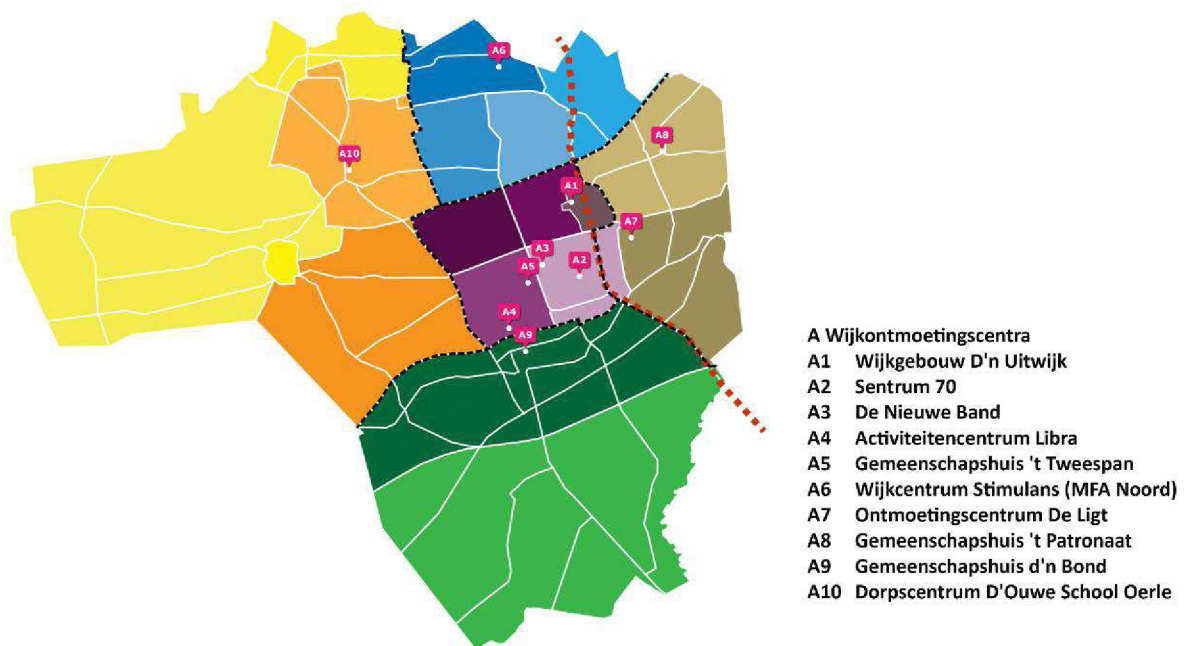 A6
A8
A10
A1
A7
A3
A5
A2
A4
A9
A Wijkontmoetingscentra
A1 Wijkgebouw D'n Uitwijk
A2 Sentrum 70
A3 De Nieuwe Band
A4 Activiteitencentrum Libra
A5 Gemeenschapshuis 't Tweespan
A6 Wijkcentrum Stimulans (MFA Noord)
A7 Ontmoetingscentrum De Ligt
A8 Gemeenschapshuis 't Patronaat
A9 Gemeenschapshuis d'n Bond
A10 Dorpscentrum D'Ouwe School Oerle